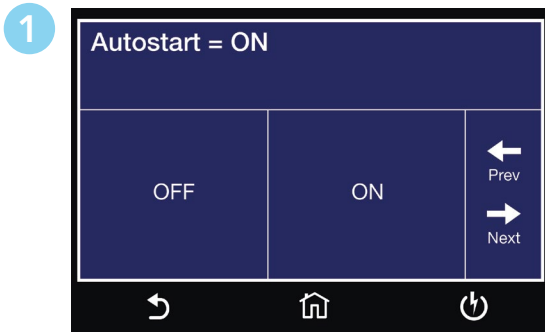 1
Autostart = ON
OFF
ON
Prev
Next